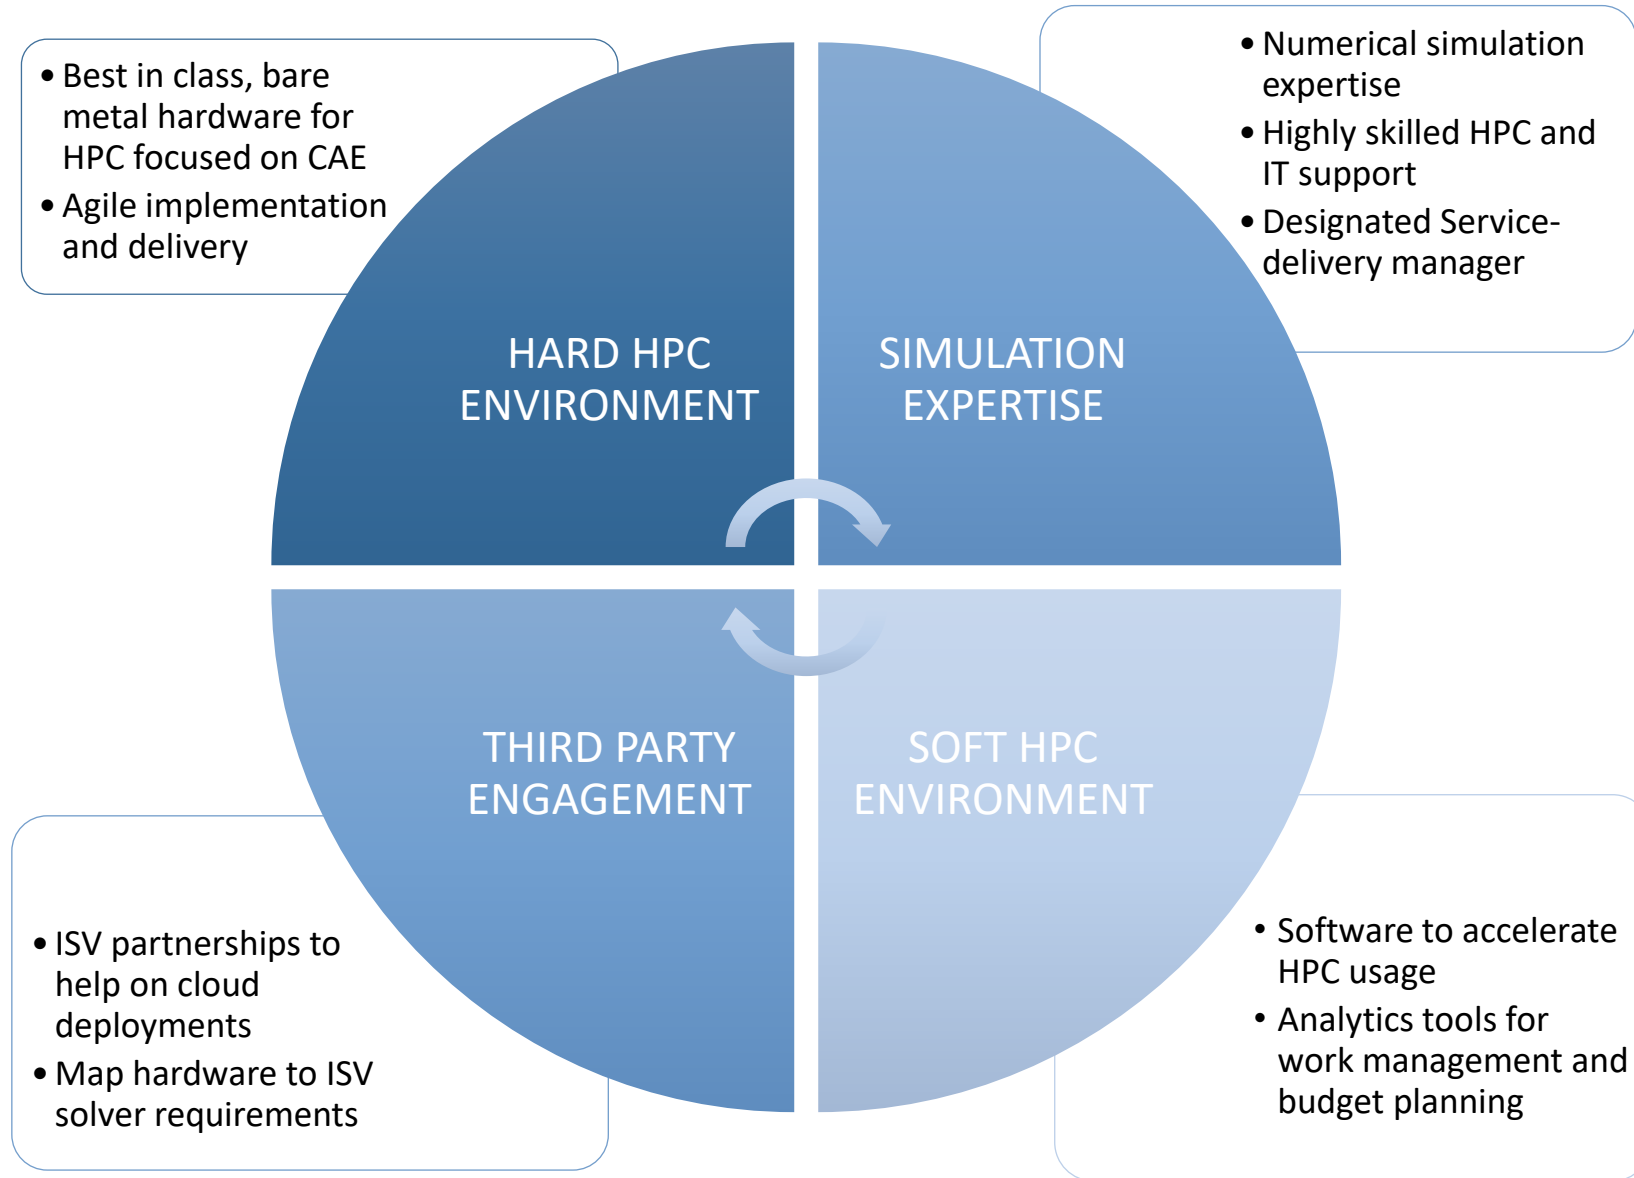 • Best in class, bare
metal hardware for
HPC focused on CAE
• Agile implementation
and delivery
• Numerical simulation
expertise
• Highly skilled HPC and
IT support
• Designated Service-
delivery manager
HARD HPC
ENVIRONMENT
SIMULATION
EXPERTISE
THIRD PARTY
ENGAGEMENT
SOFT HPC
ENVIRONMENT
• ISV partnerships to
help on cloud
deployments
• Map hardware to ISV
solver requirements
• Software to accelerate
HPC usage
• Analytics tools for
work management and
budget planning